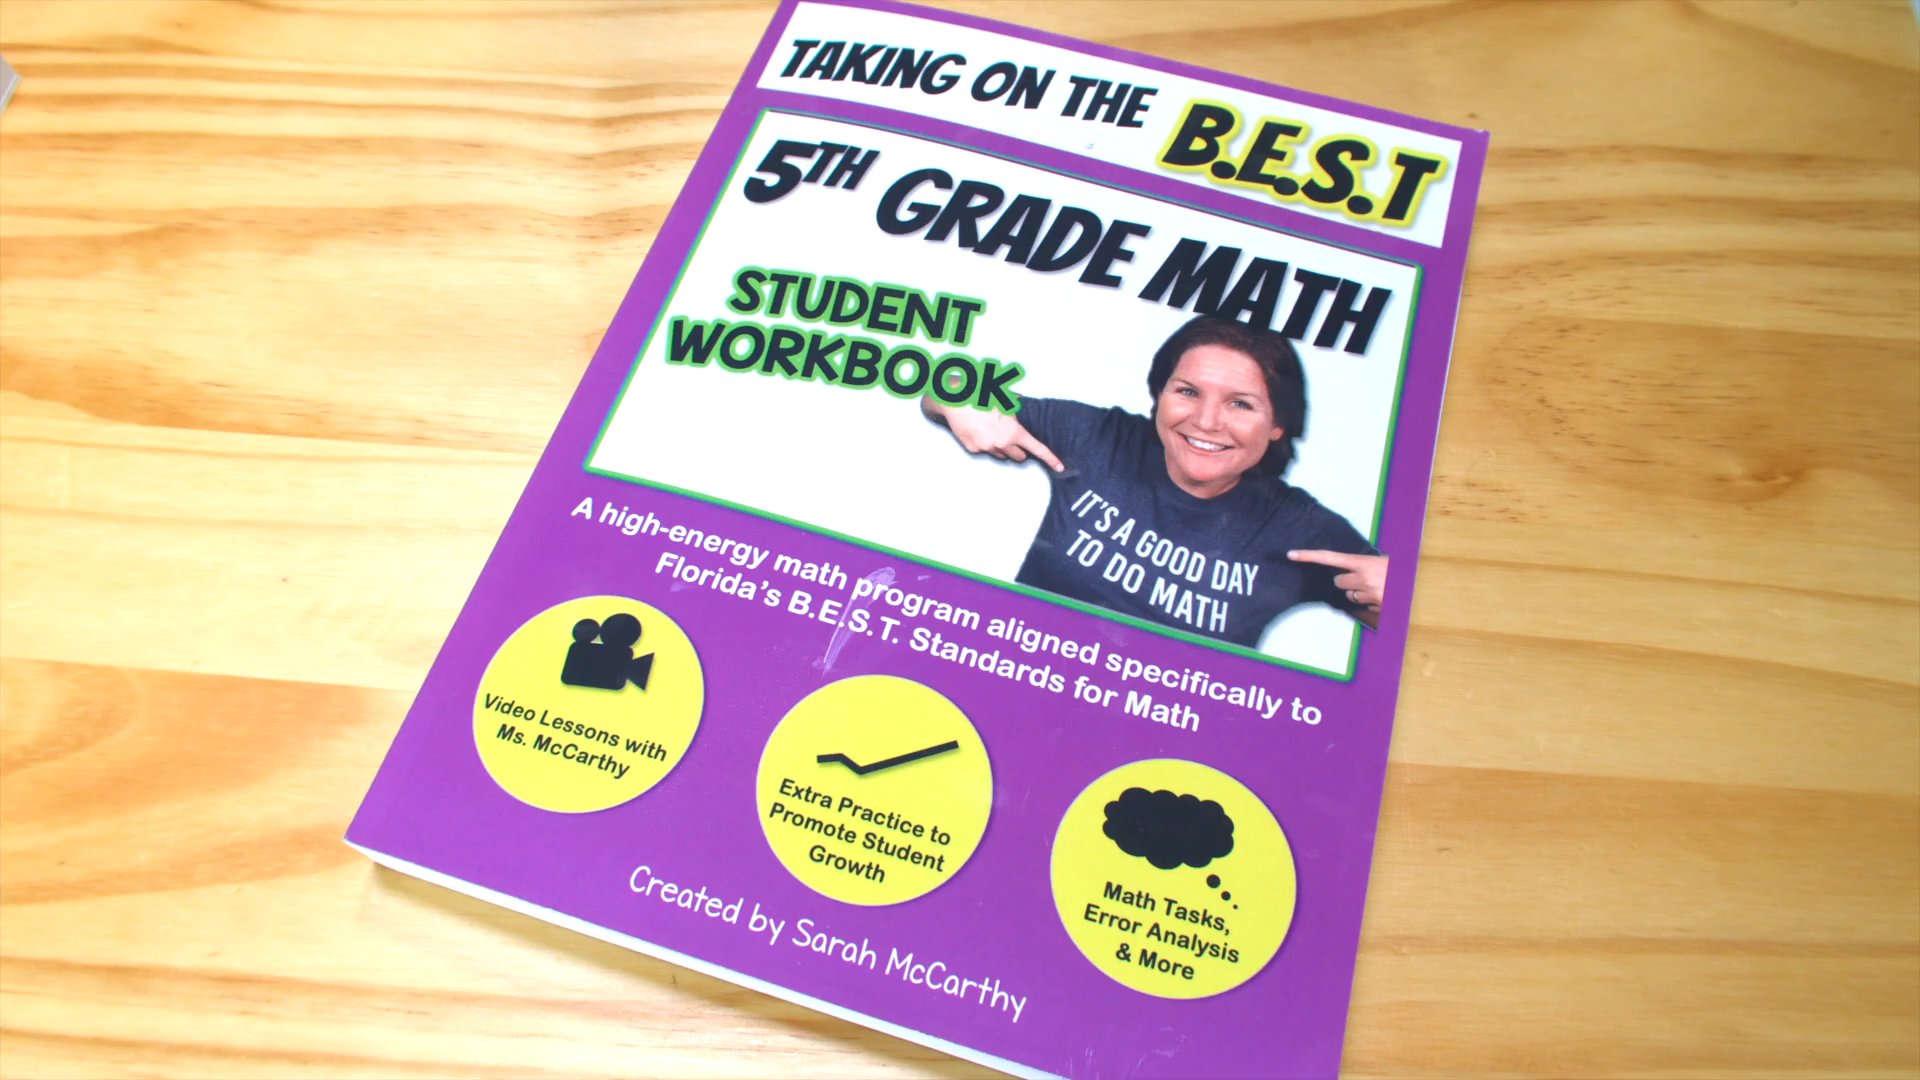 TAKING ON THE B.E.S.T
5TH GRADE MATH
STUDENT
WORKBOOK
IT'S A GOOD DAY
TO DO MATH
A high-energy math program aligned specifically to
Florida's B.E.S.T. Standards for Math
Video Lessons with
Ms. McCarthy
Extra Practice to
Promote Student
Growth
Math Tasks,
Error Analysis
& More
Created by Sarah McCarthy